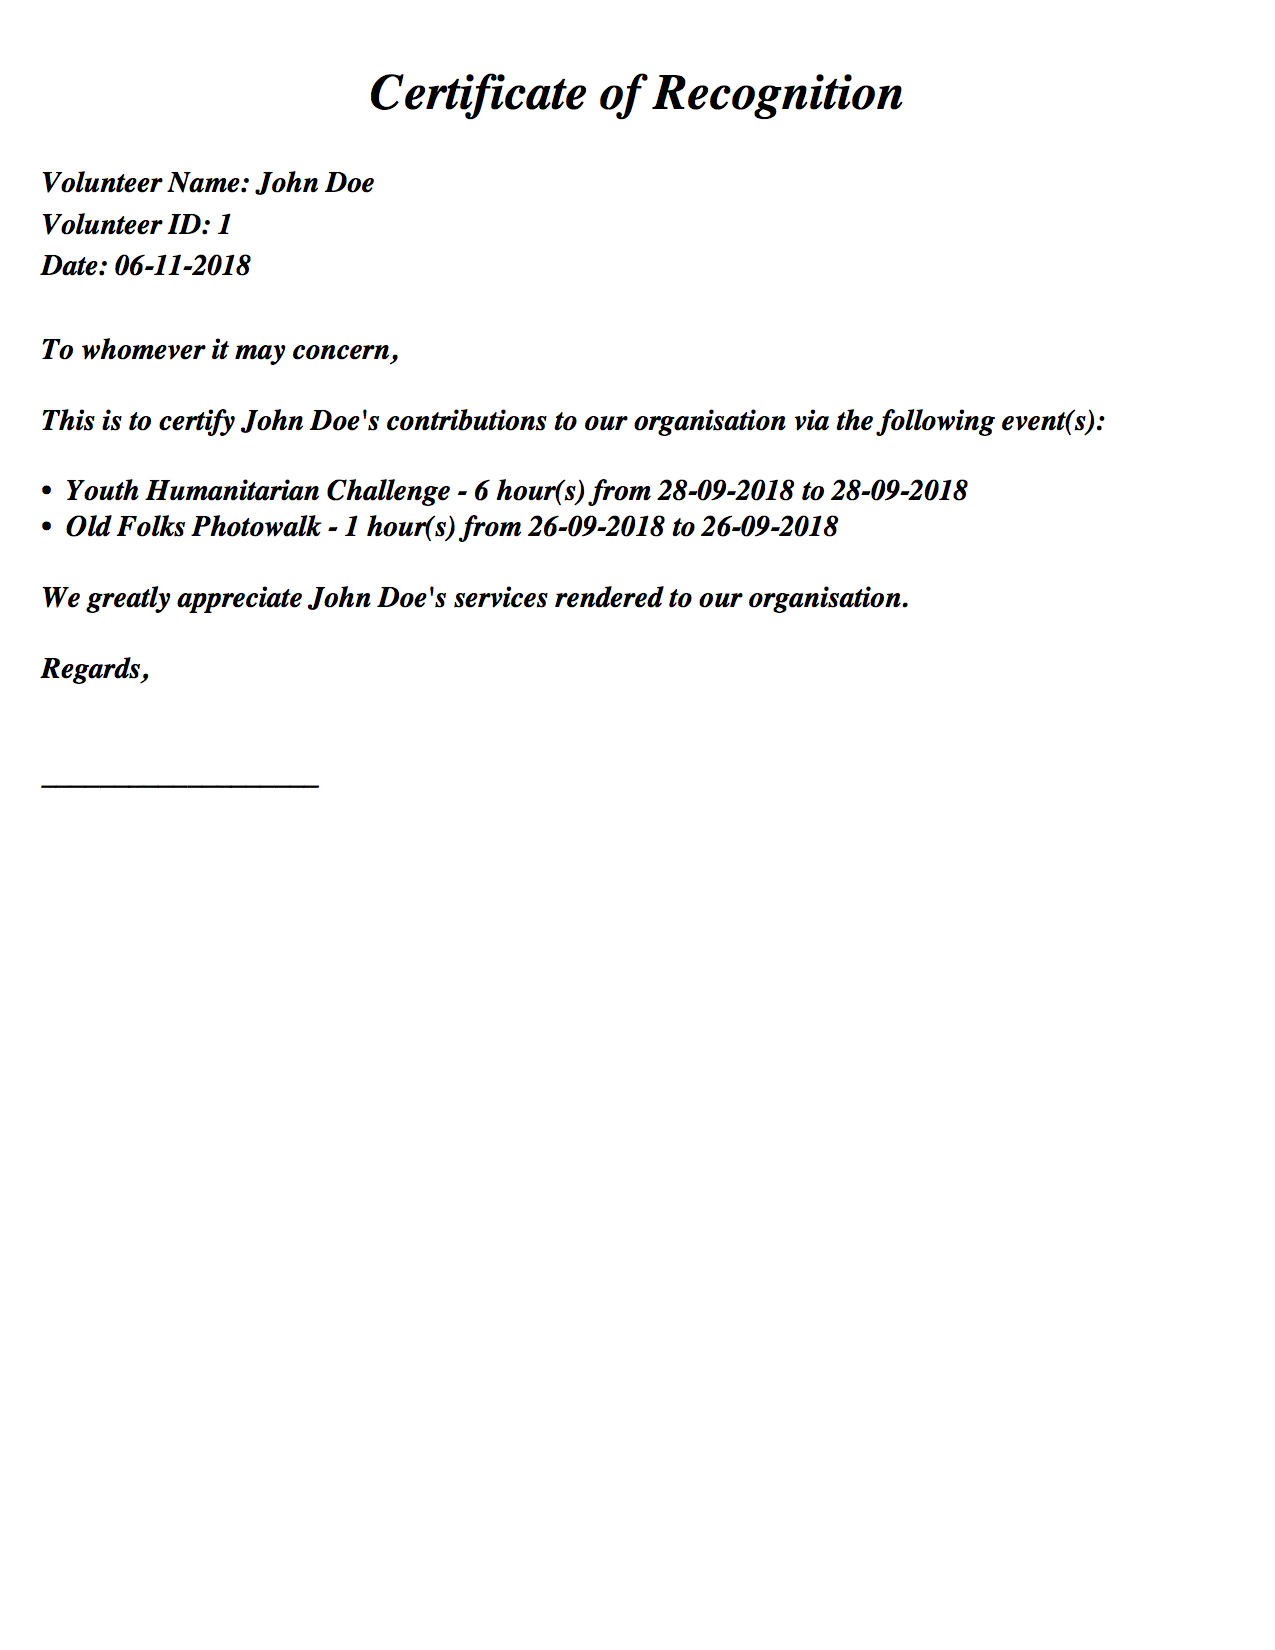 Certificate of Recognition
Volunteer Name: John Doe
Volunteer ID: 1
Date: 06-11-2018
To whomever it may concern,
This is to certify John Doe's contributions to our organisation via the following event(s):
• Youth Humanitarian Challenge - 6 hour(s) from 28-09-2018 to 28-09-2018
• Old Folks Photowalk - 1 hour(s) from 26-09-2018 to 26-09-2018
We greatly appreciate John Doe's services rendered to our organisation.
Regards,
___________________